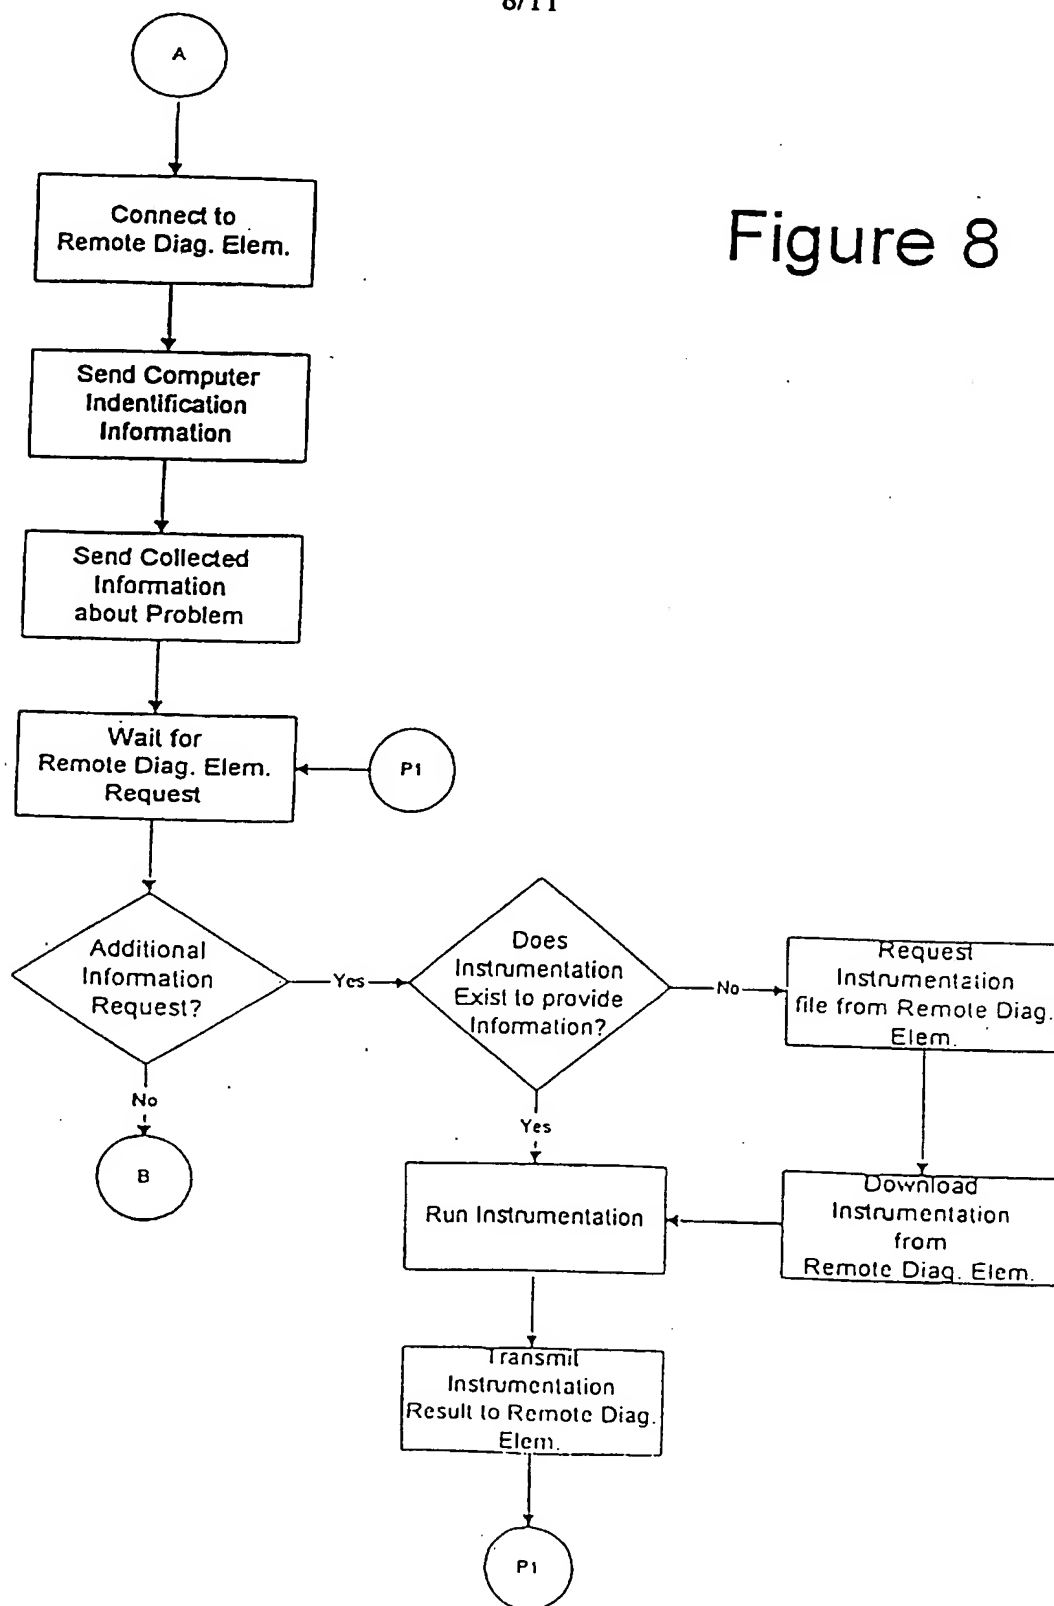 8/11
A
Connect to
Remote Diag. Elem.
Figure 8
Send Computer
Indentification
Information
Send Collected
Information
about Problem
Wait for
Remote Diag. Elem.
Request
P1
Additional
Information
Request?
Yes
Does
Instrumentation
Exist to provide
Information?
No
Request
Instrumentation
file from Remote Diag.
Elem.
No
Yes
B
Run Instrumentation
Download
Instrumentation
from
Remote Diag. Elem.
Transmit
Instrumentation
Result to Remote Diag.
Elem.
P1